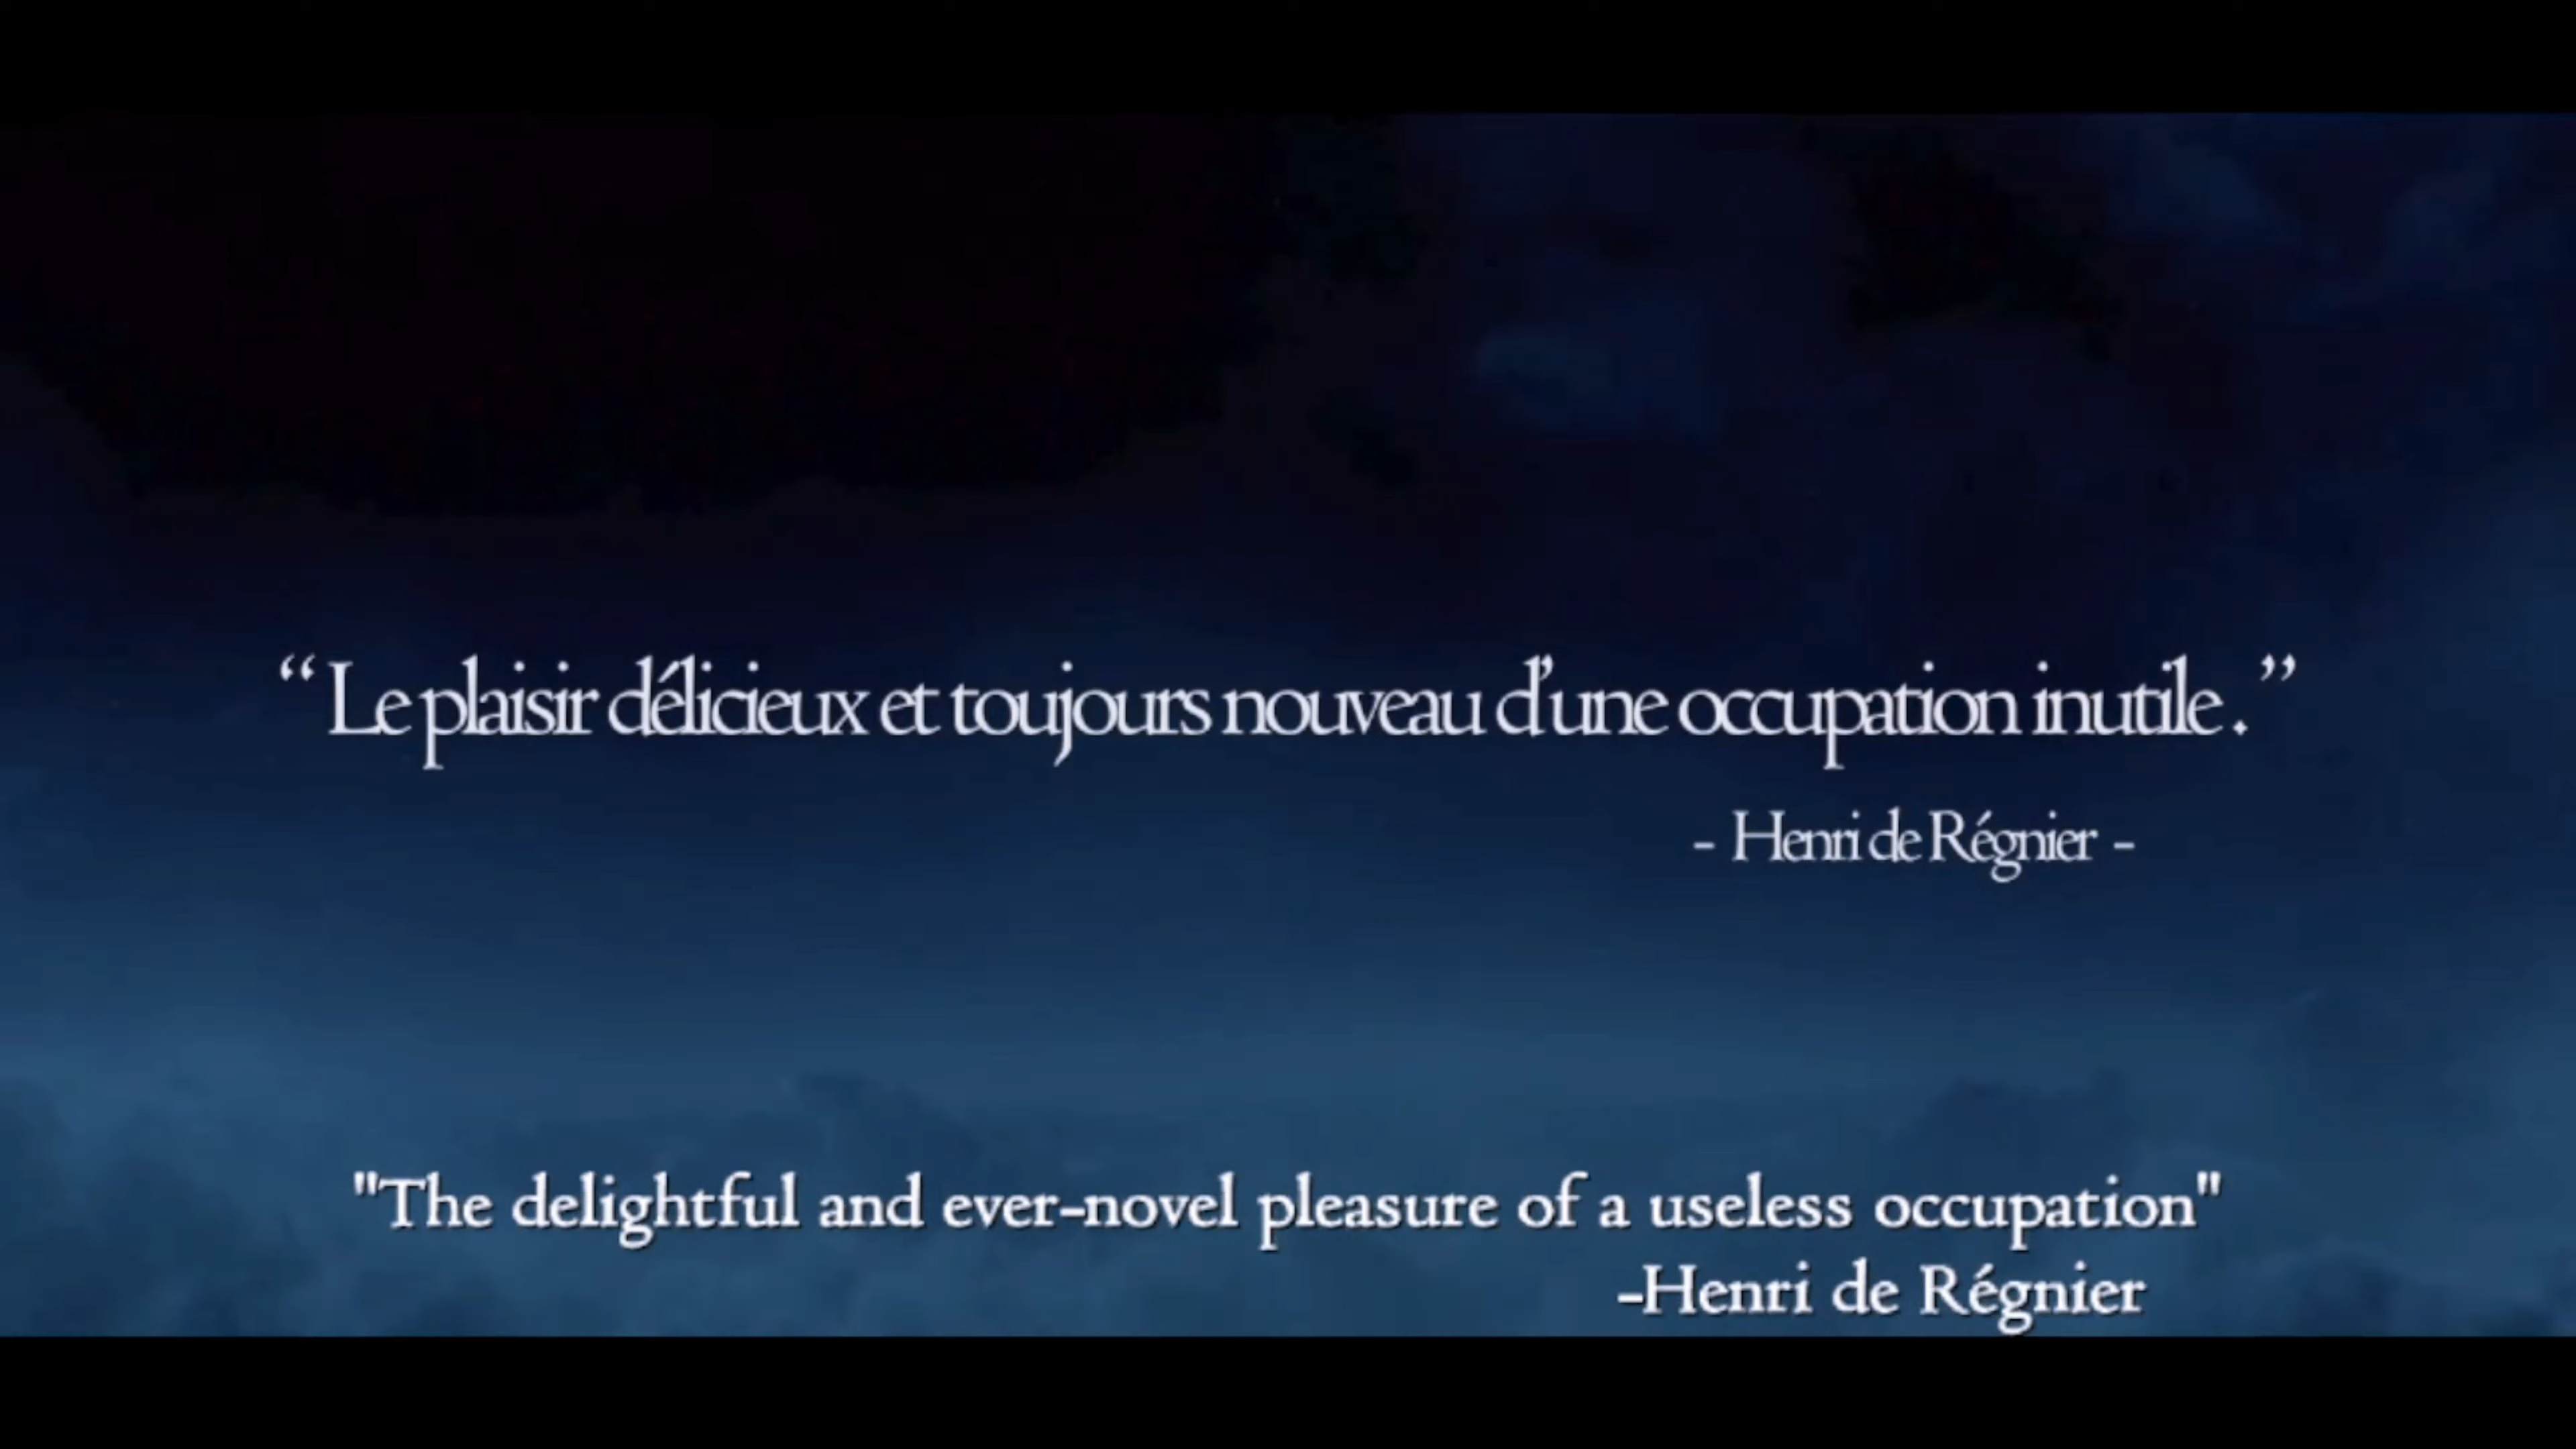 “Le plaisir délicieux et toujours nouveau d’une occupation inutile.”
- Henri de Régnier -
"The delightful and ever-novel pleasure of a useless occupation"
-Henri de Régnier